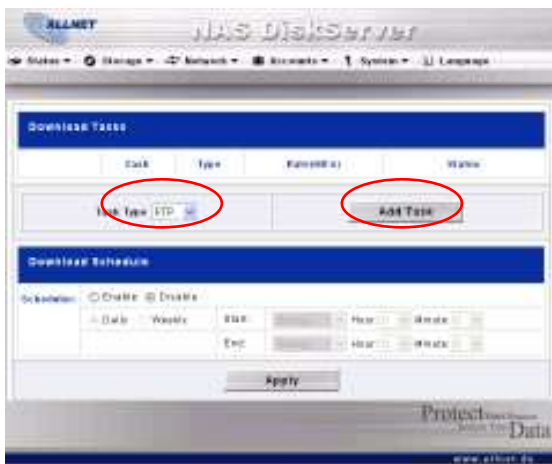 ALLNET
NAS DiskServer
Status Storage Network Accounts System Language
Download Tasks
Task Type Status
Task Type FTP Add Task
Download Schedule
Scheduler Enable Disable
Daily Weekly Start Hour Minute
End Hour Minute
Apply
Protect
Data
www.allnet.de